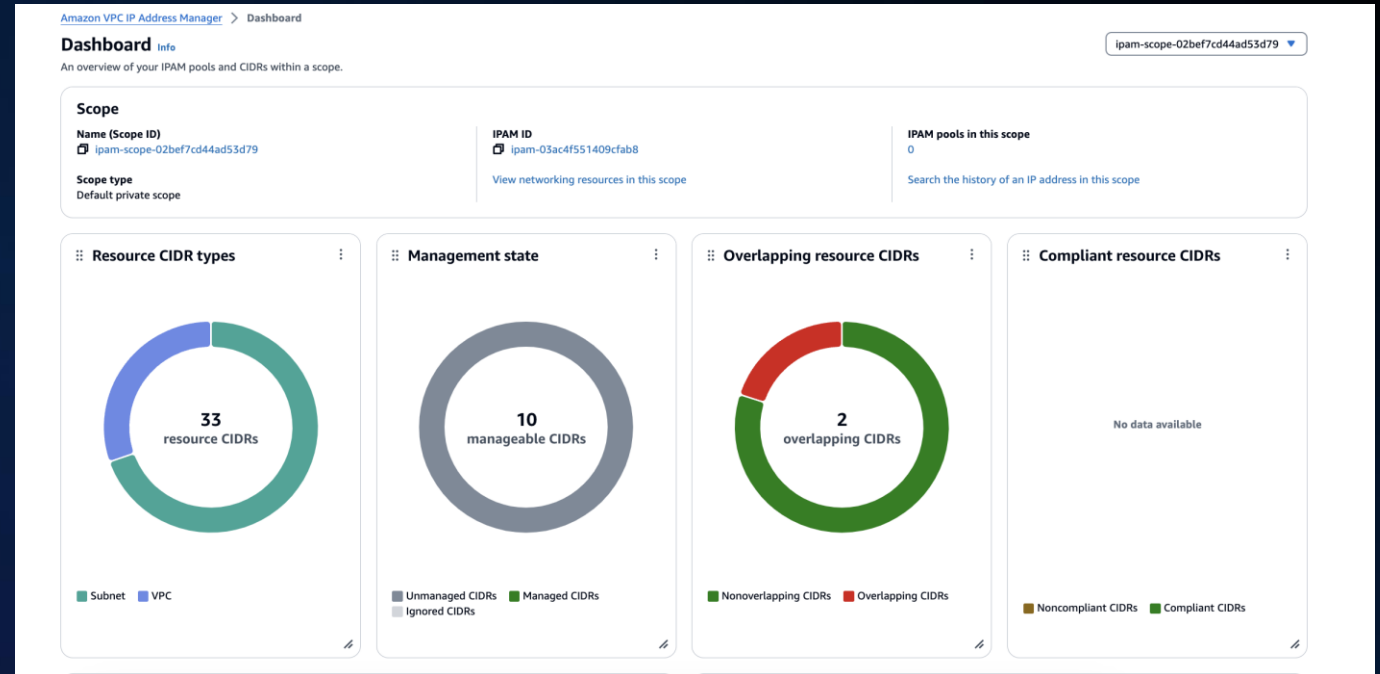 Amazon VPC IP Address Manager > Dashboard
Dashboard Info
ipam-scope-02bef7cd44ad53d79
An overview of your IPAM pools and CIDRs within a scope.
Scope
Name (Scope ID)
ipam-scope-02bef7cd44ad53d79
Scope type
Default private scope
IPAM ID
ipam-03ac4f551409cfab8
View networking resources in this scope
IPAM pools in this scope
0
Search the history of an IP address in this scope
Resource CIDR types
33
resource CIDRs
Subnet VPC
Management state
10
manageable CIDRs
Unmanaged CIDRs Managed CIDRs
Ignored CIDRs
Overlapping resource CIDRs
2
overlapping CIDRs
Nonoverlapping CIDRs Overlapping CIDRs
Compliant resource CIDRs
No data available
Noncompliant CIDRs Compliant CIDRs